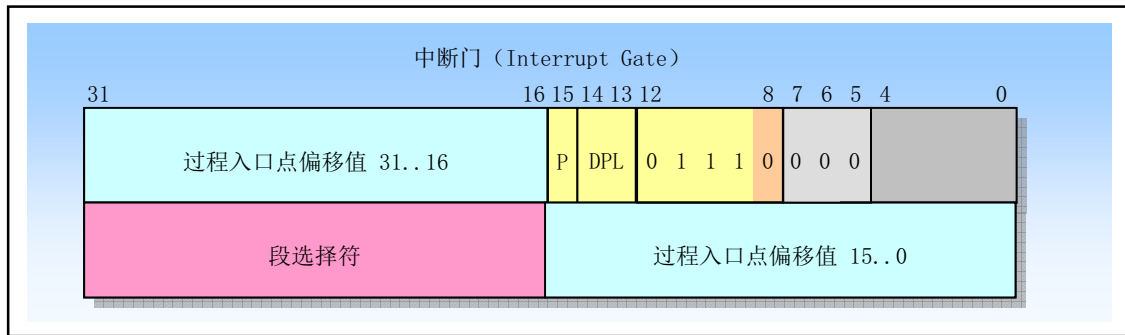 中断门（Interrupt Gate）
31 16 15 14 13 12 8 7 6 5 4 0
过程入口点偏移值 31..16 P DPL 0 1 1 1 0 0 0 0
段选择符 过程入口点偏移值 15..0